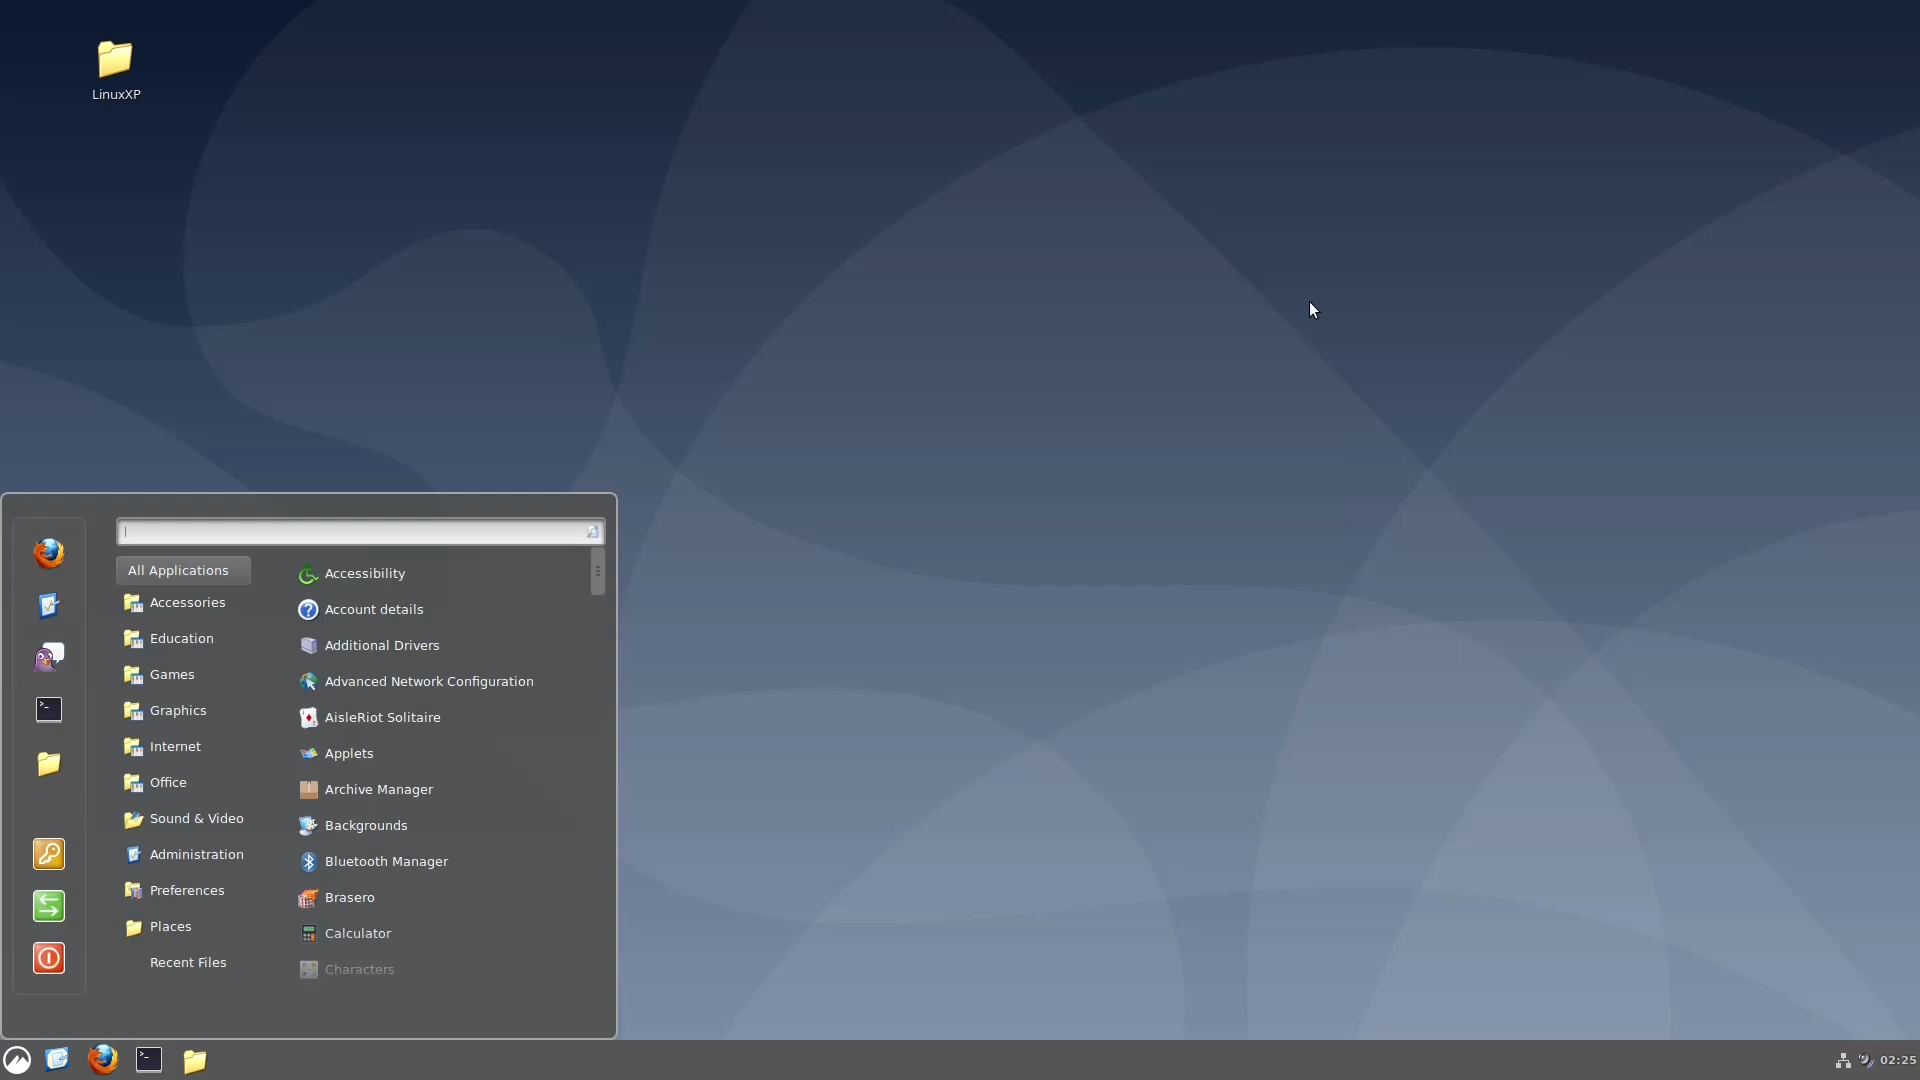 LinuxXP
All Applications
Accessories
Education
Games
Graphics
Internet
Office
Sound & Video
Administration
Preferences
Places
Recent Files
Accessibility
Account details
Additional Drivers
Advanced Network Configuration
AisleRiot Solitaire
Applets
Archive Manager
Backgrounds
Bluetooth Manager
Brasero
Calculator
Characters
02:25